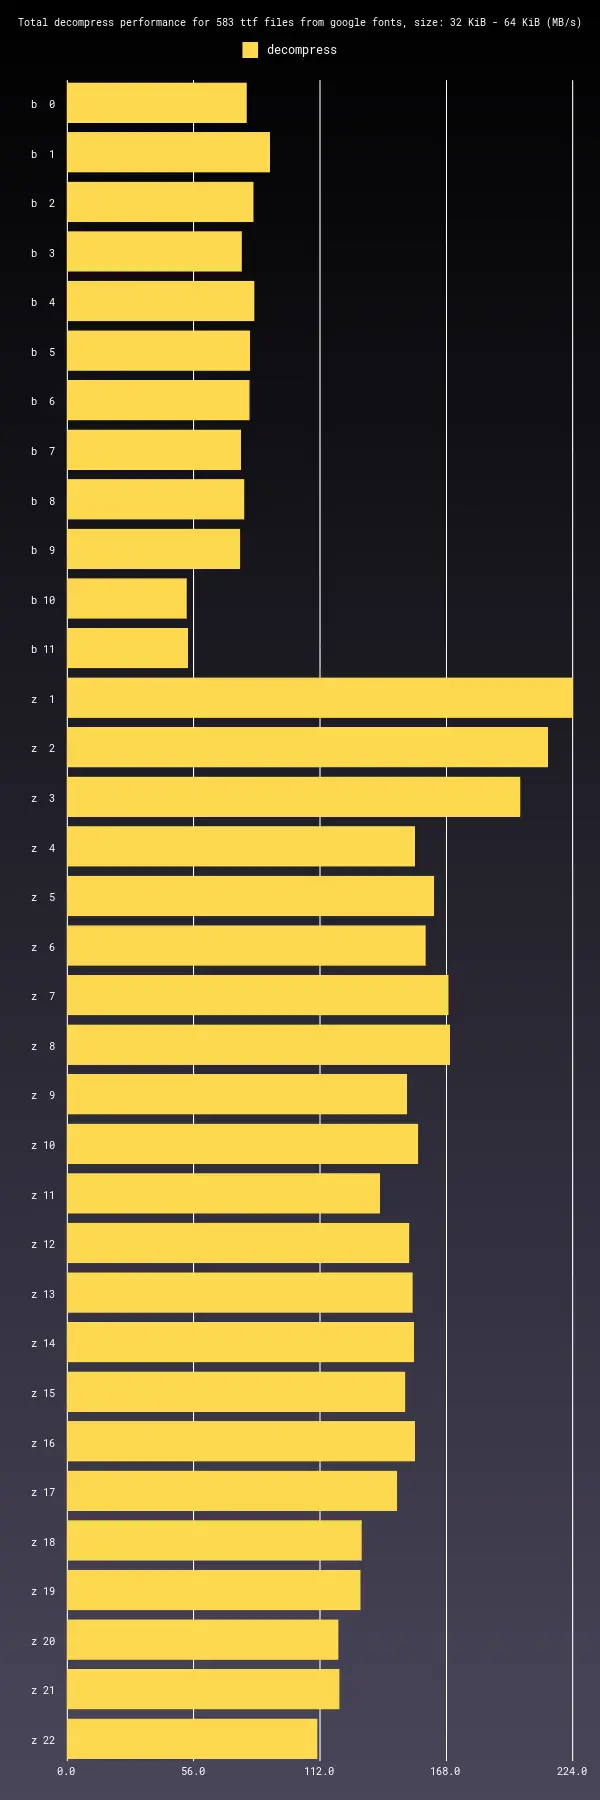 Total decompress performance for 583 ttf files from google fonts, size: 32 KiB - 64 KiB (MB/s)
decompress
b 0
b 1
b 2
b 3
b 4
b 5
b 6
b 7
b 8
b 9
b 10
b 11
z 1
z 2
z 3
z 4
z 5
z 6
z 7
z 8
z 9
z 10
z 11
z 12
z 13
z 14
z 15
z 16
z 17
z 18
z 19
z 20
z 21
z 22
0.0 56.0 112.0 168.0 224.0